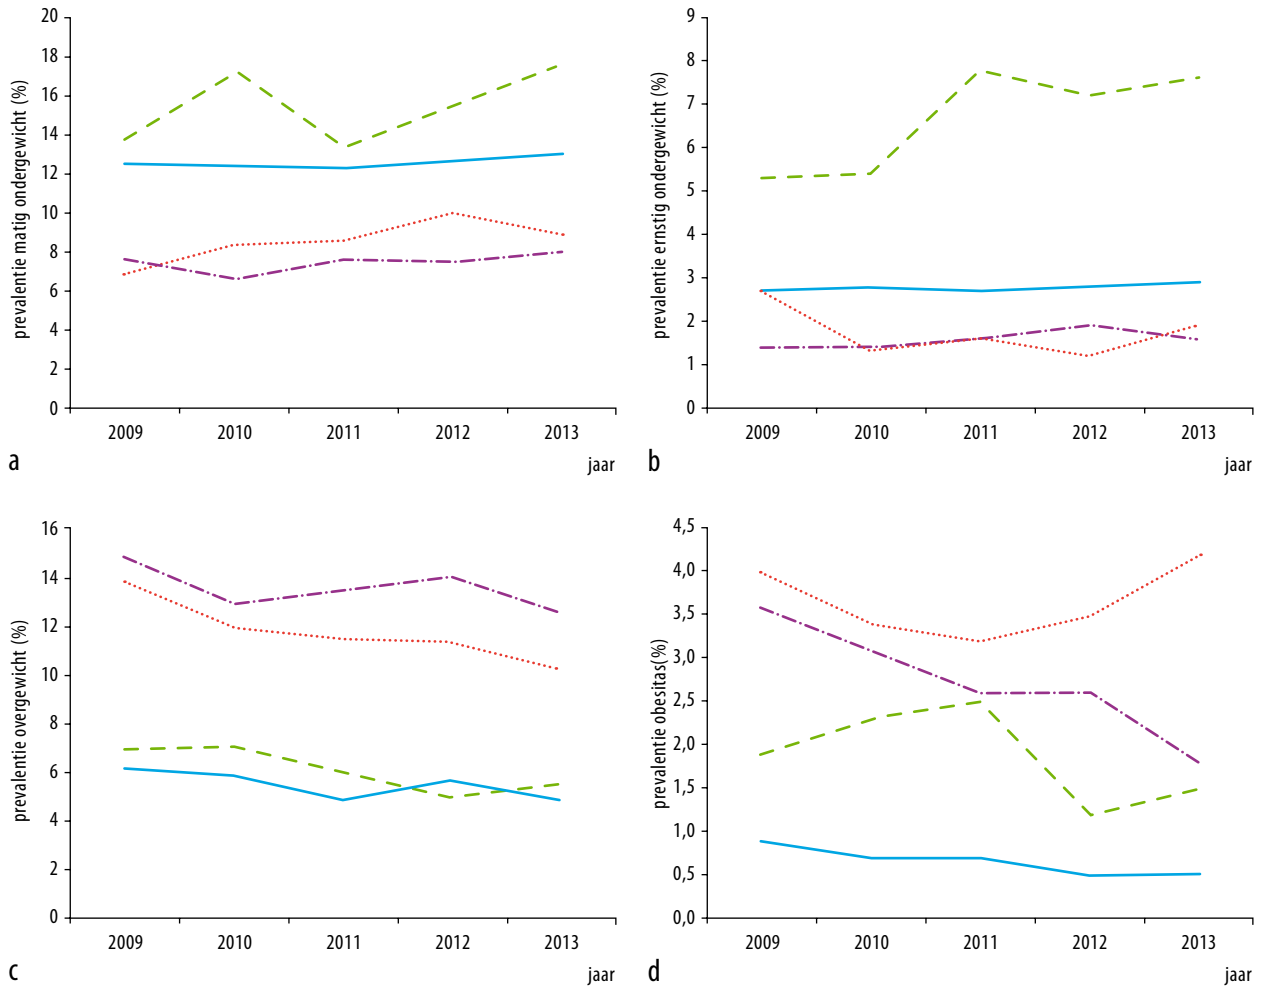 prevalentie matig ondergewicht (%)
20
18
16
14
12
10
8
6
4
2
0
2009 2010 2011 2012 2013
jaar
a
prevalentie ernstig ondergewicht (%)
9
8
7
6
5
4
3
2
1
0
2009 2010 2011 2012 2013
jaar
b
prevalentie overgewicht (%)
16
14
12
10
8
6
4
2
0
2009 2010 2011 2012 2013
jaar
c
prevalentie obesitas(%)
4,5
4,0
3,5
3,0
2,5
2,0
1,5
1,0
0,5
0,0
2009 2010 2011 2012 2013
jaar
d